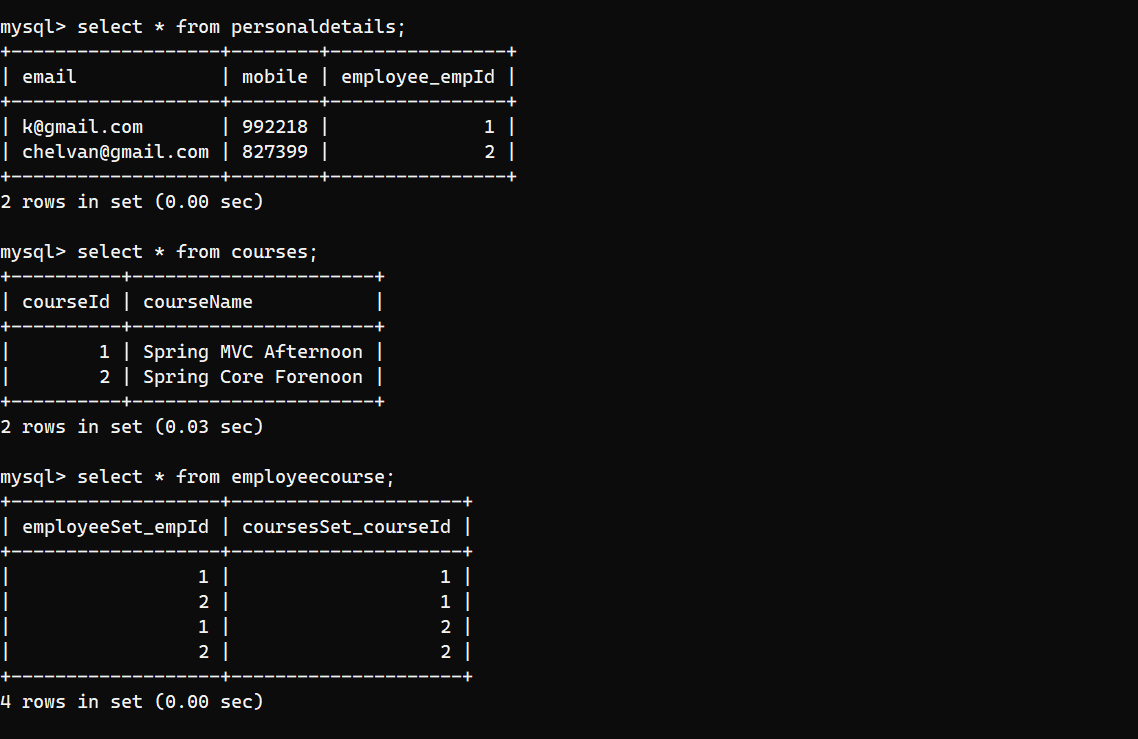 mysql> select * from personaldetails;
+-------------------+--------+----------------+
| email             | mobile | employee_empId |
+-------------------+--------+----------------+
| k@gmail.com       | 992218 |              1 |
| chelvan@gmail.com | 827399 |              2 |
+-------------------+--------+----------------+
2 rows in set (0.00 sec)

mysql> select * from courses;
+----------+----------------------+
| courseId | courseName           |
+----------+----------------------+
|        1 | Spring MVC Afternoon |
|        2 | Spring Core Forenoon |
+----------+----------------------+
2 rows in set (0.03 sec)

mysql> select * from employeecourse;
+-------------------+---------------------+
| employeeSet_empId | coursesSet_courseId |
+-------------------+---------------------+
|                 1 |                   1 |
|                 2 |                   1 |
|                 1 |                   2 |
|                 2 |                   2 |
+-------------------+---------------------+
4 rows in set (0.00 sec)